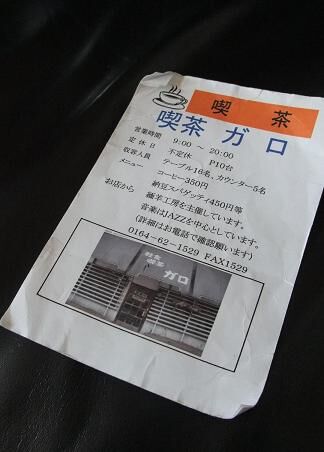 喫 茶
喫茶 ガロ
営業時間 9:00 ～ 20:00
定休日 不定休 P10台
収容人員 テーブル16名、カウンター5名
メニュー コーヒー350円
納豆スパゲッティ450円等
お店から 緬羊工房を主催しています。
音楽はJAZZを中心としています。
(詳細はお電話で確認願います)
0164-62-1529 FAX1529
軽食
喫茶
ガロ